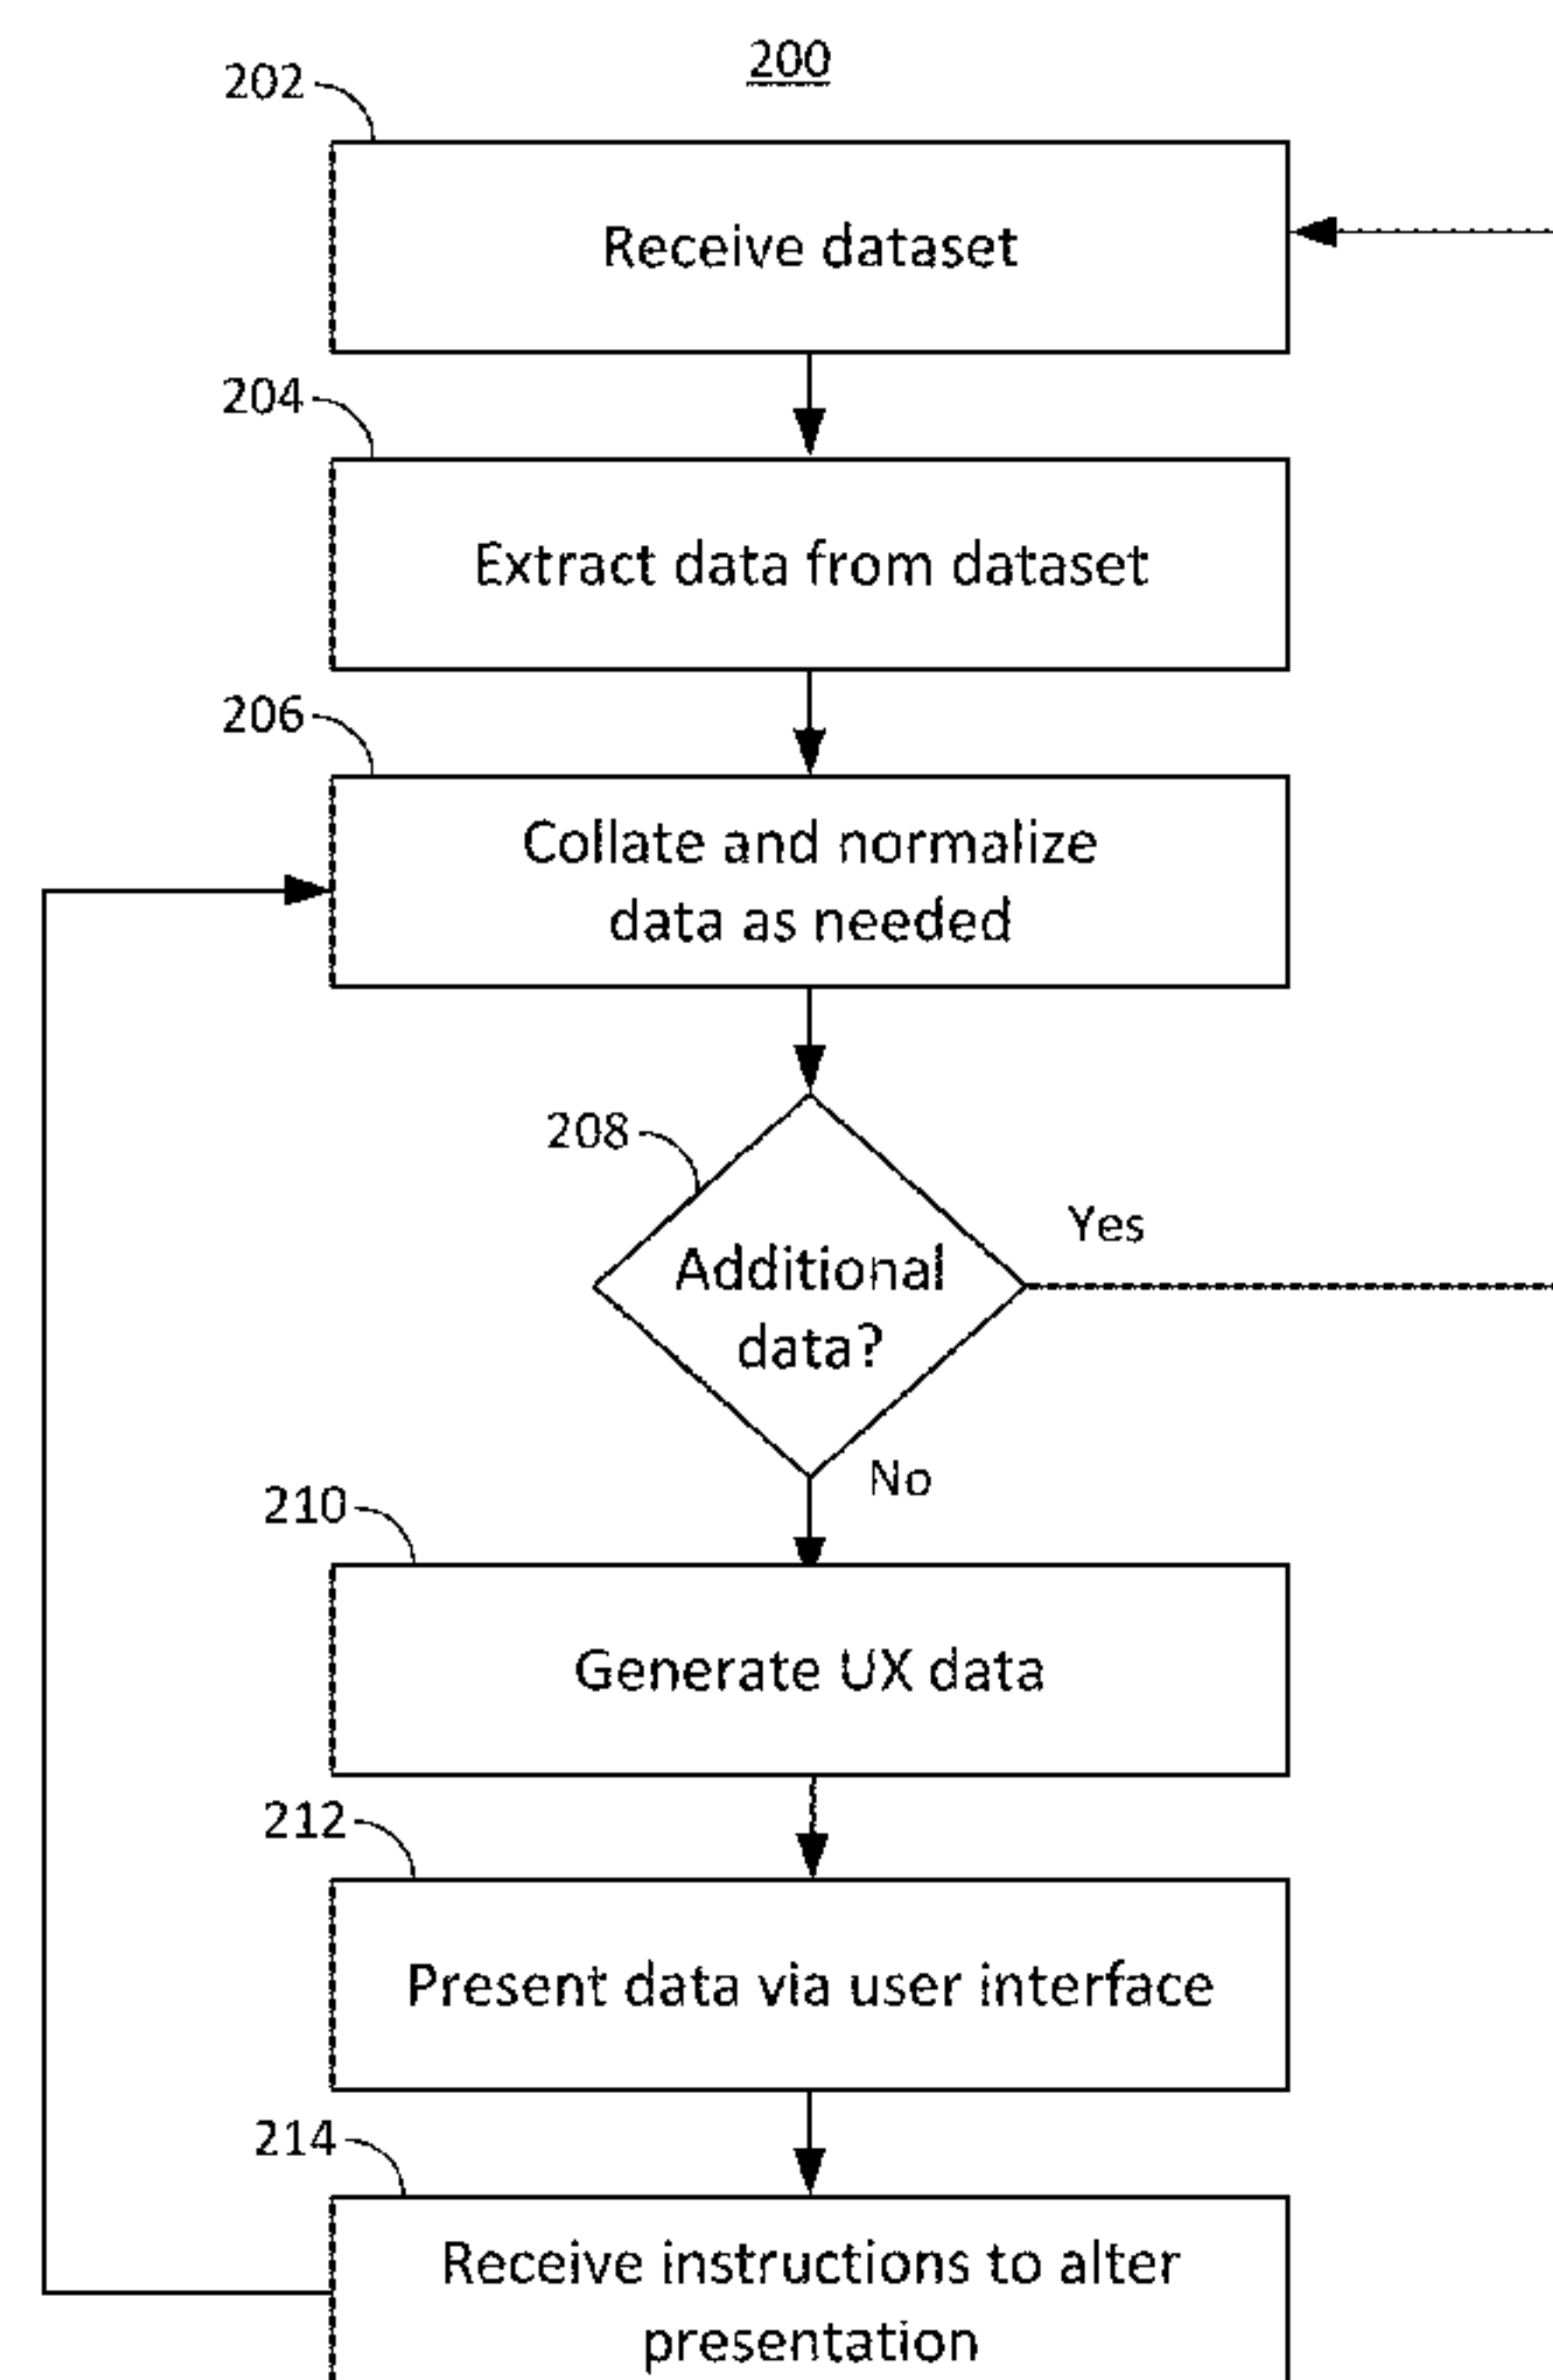 200
202
Receive dataset
204
Extract data from dataset
206
Collate and normalize
data as needed
208
Additional
data?
Yes
No
210
Generate UX data
212
Present data via user interface
214
Receive instructions to alter
presentation